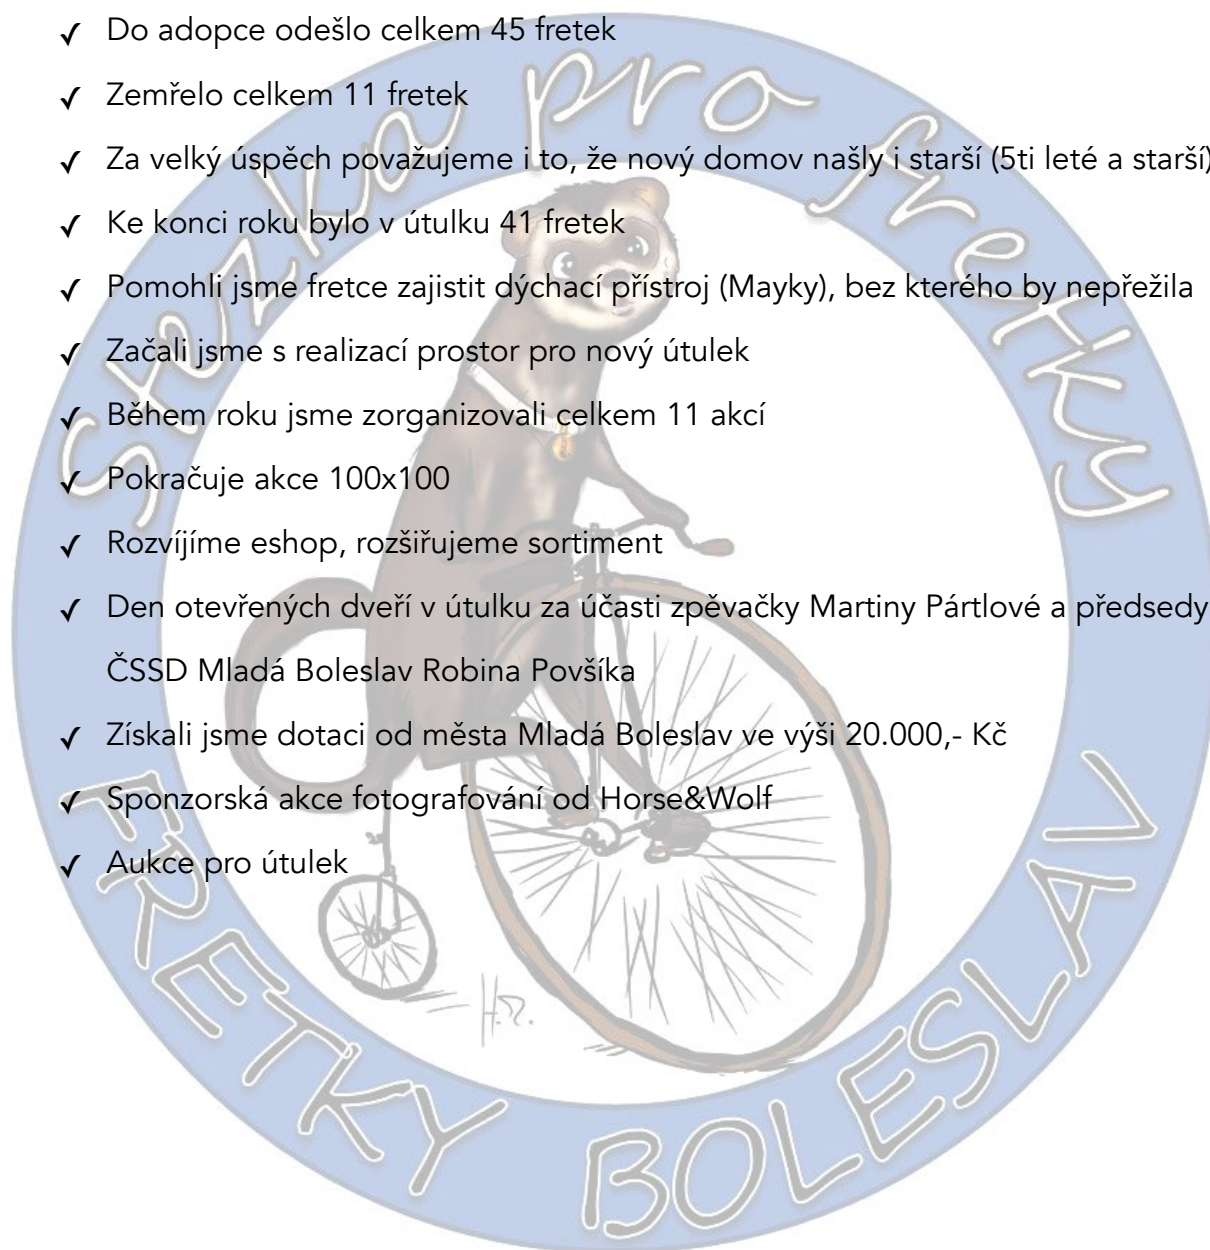 ✓ Do adopce odešlo celkem 45 fretek
✓ Zemřelo celkem 11 fretek
✓ Za velký úspěch považujeme i to, že nový domov našly i starší (5ti leté a starší)
✓ Ke konci roku bylo v útulku 41 fretek
✓ Pomohli jsme fretce zajistit dýchací přístroj (Mayky), bez kterého by nepřežila
✓ Začali jsme s realizací prostor pro nový útulek
✓ Během roku jsme zorganizovali celkem 11 akcí
✓ Pokračuje akce 100x100
✓ Rozvíjíme eshop, rozšiřujeme sortiment
✓ Den otevřených dveří v útulku za účasti zpěvačky Martiny Pártlové a předsedy
ČSSD Mladá Boleslav Robina Povšíka
✓ Získali jsme dotaci od města Mladá Boleslav ve výši 20.000,- Kč
✓ Sponzorská akce fotografování od Horse&Wolf
✓ Aukce pro útulek
Stezka pro fretky
FRETKY BOLESLAV